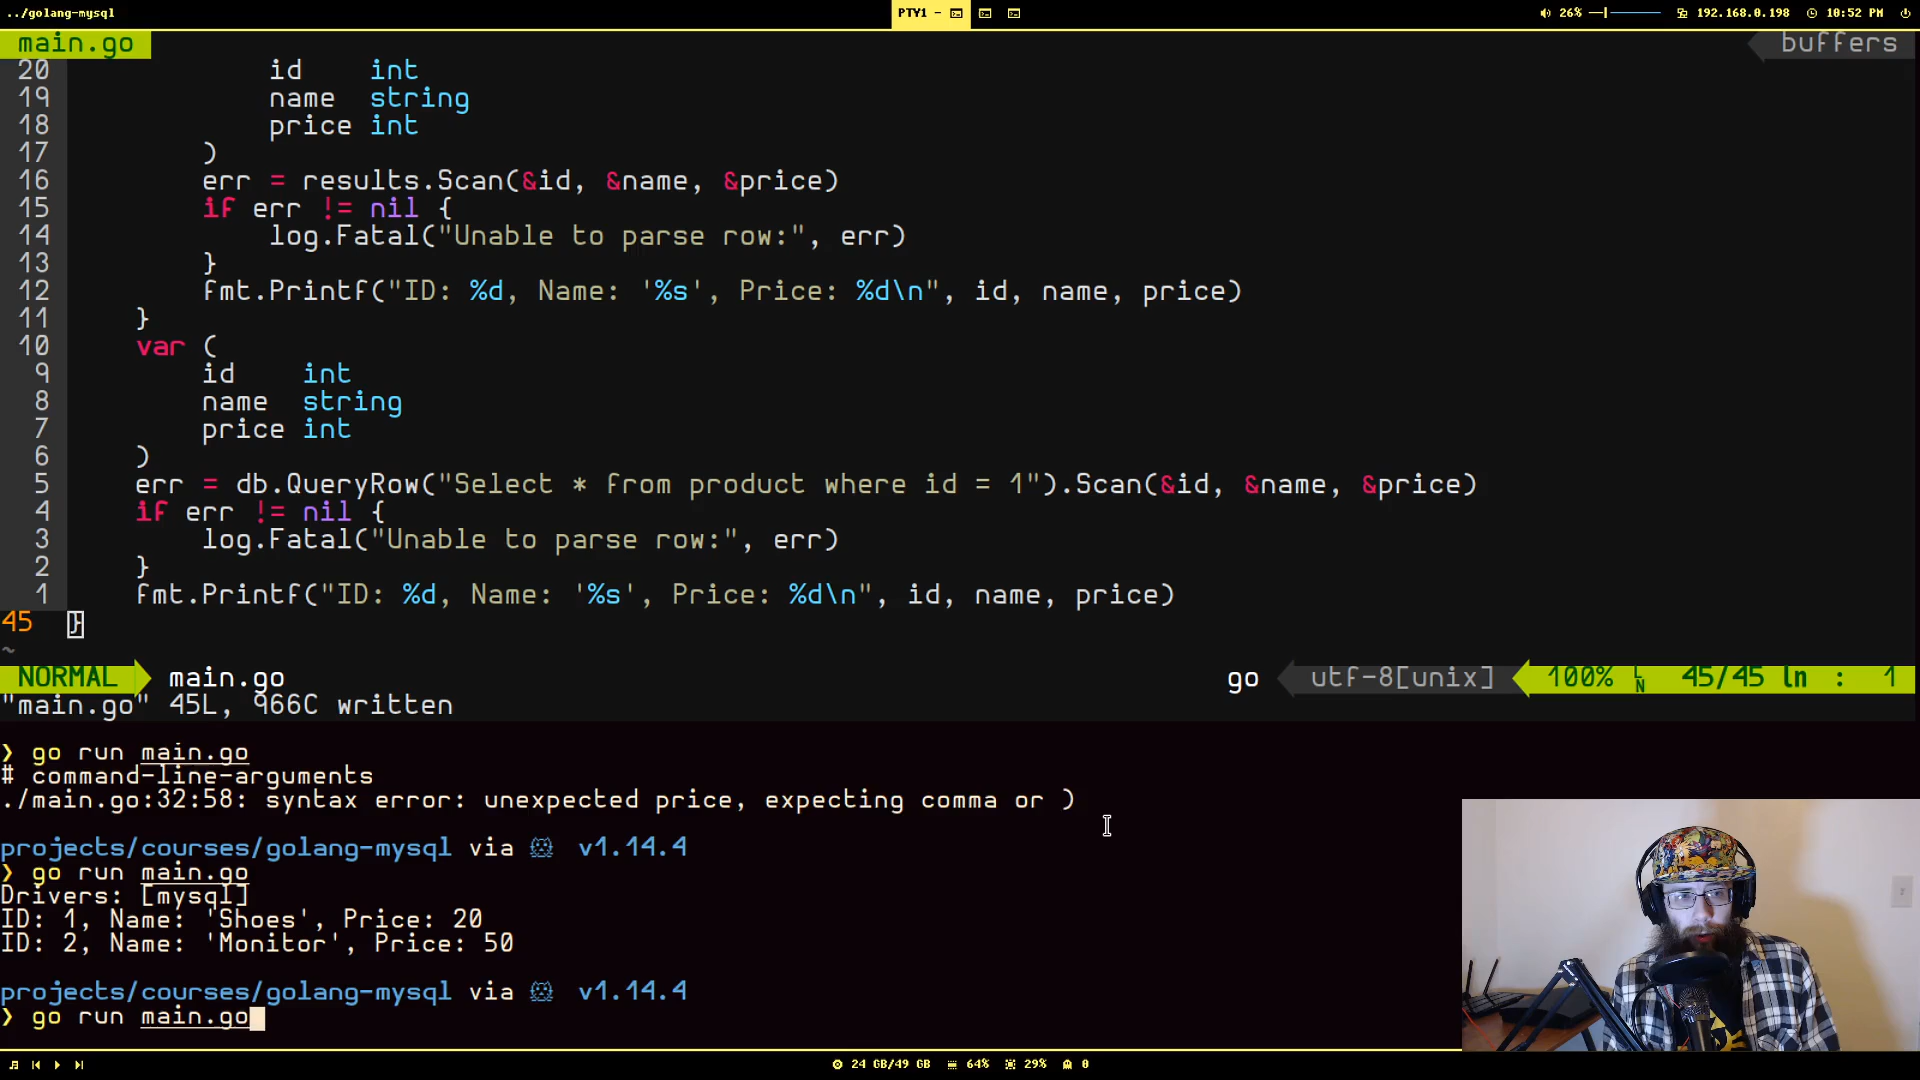 ../golang-mysql
PTY1 -
26%
192.168.0.198
10:52 PM
main.go
buffers
20 id int
19 name string
18 price int
17 )
16 err = results.Scan(&id, &name, &price)
15 if err != nil {
14 log.Fatal("Unable to parse row:", err)
13 }
12 fmt.Printf("ID: %d, Name: '%s', Price: %d\n", id, name, price)
11 }
10 var (
9 id int
8 name string
7 price int
6 )
5 err = db.QueryRow("Select * from product where id = 1").Scan(&id, &name, &price)
4 if err != nil {
3 log.Fatal("Unable to parse row:", err)
2 }
1 fmt.Printf("ID: %d, Name: '%s', Price: %d\n", id, name, price)
45 }
~
NORMAL main.go go utf-8[unix] 100% LN 45/45 ln : 1
"main.go" 45L, 966C written
❯ go run main.go
# command-line-arguments
./main.go:32:58: syntax error: unexpected price, expecting comma or )
projects/courses/golang-mysql via v1.14.4
❯ go run main.go
Drivers: [mysql]
ID: 1, Name: 'Shoes', Price: 20
ID: 2, Name: 'Monitor', Price: 50
projects/courses/golang-mysql via v1.14.4
❯ go run main.go
24 GB/49 GB
64%
29%
0